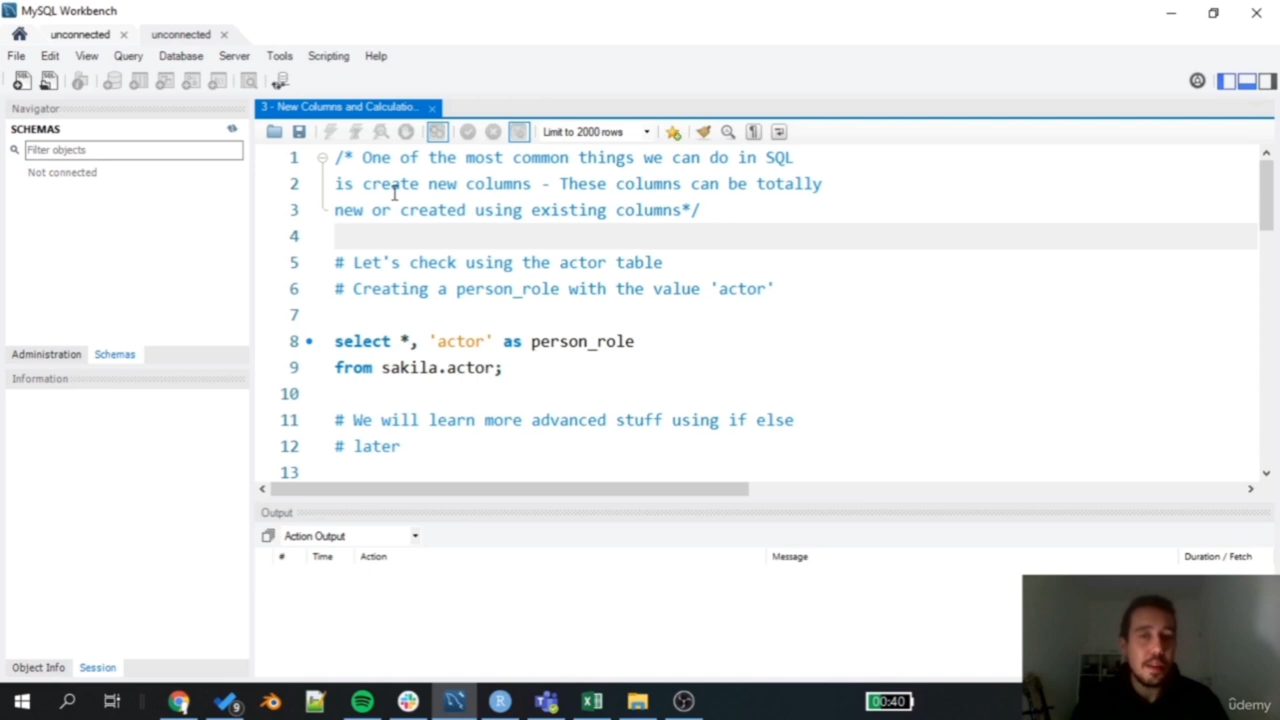 MySQL Workbench
unconnected
unconnected
File Edit View Query Database Server Tools Scripting Help
Navigator
SCHEMAS
Filter objects
Not connected
Administration Schemas
Information
Object Info Session
3 - New Columns and Calculatio...
Limit to 2000 rows
1 /* One of the most common things we can do in SQL
2 is create new columns - These columns can be totally
3 new or created using existing columns*/
4
5 # Let's check using the actor table
6 # Creating a person_role with the value 'actor'
7
8 select *, 'actor' as person_role
9 from sakila.actor;
10
11 # We will learn more advanced stuff using if else
12 # later
13
Output
Action Output
# Time Action Message Duration / Fetch
9
00:40
ûdemy